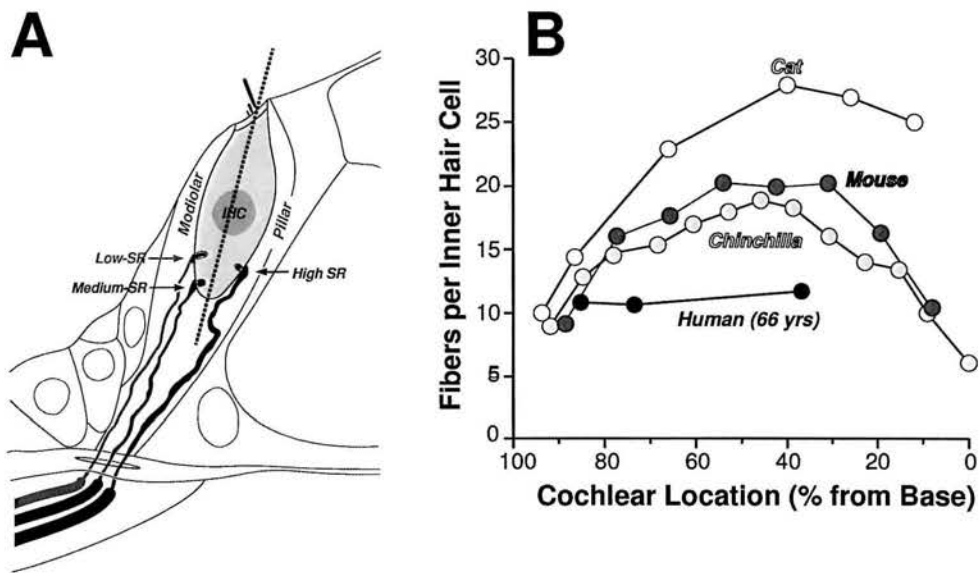 A
Modiolar
IHC
Pillar
Low-SR
Medium-SR
High SR
B
Fibers per Inner Hair Cell
30
25
20
15
10
5
0
Cat
Mouse
Chinchilla
Human (66 yrs)
100 80 60 40 20 0
Cochlear Location (% from Base)